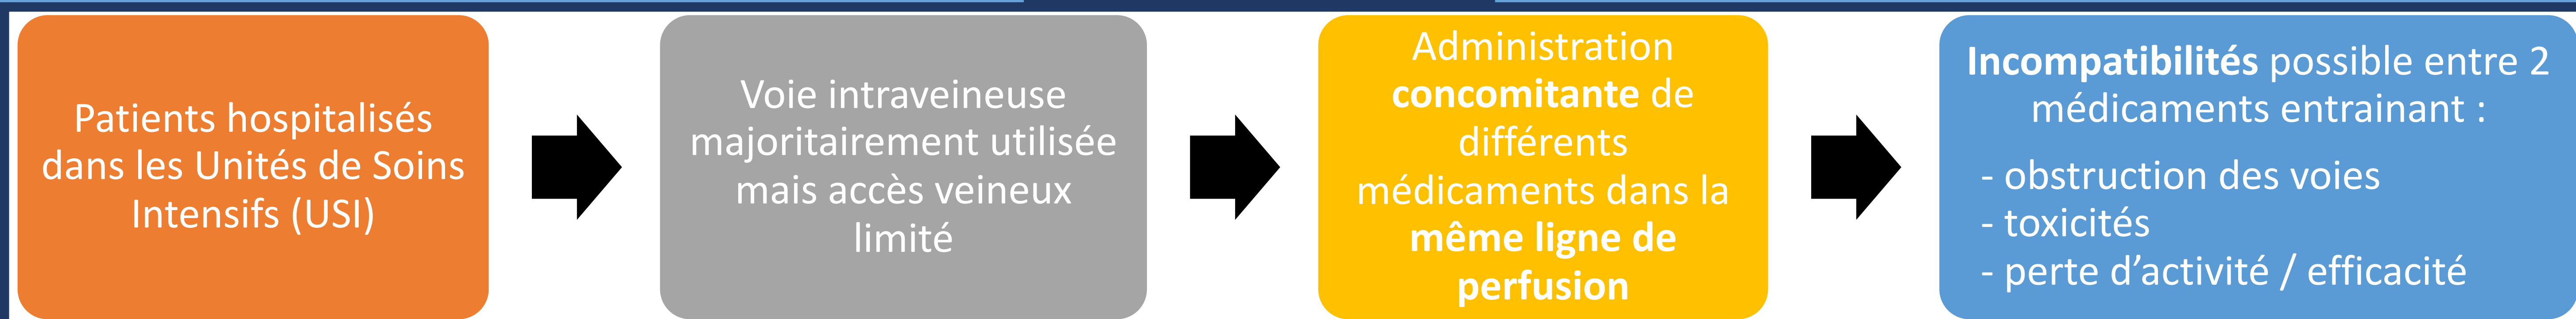 Patients hospitalisés
dans les Unités de Soins
Intensifs (USI)
Voie intraveineuse
majoritairement utilisée
mais accès veineux
limité
Administration
concomitante de
différents
médicaments dans la
même ligne de
perfusion
Incompatibilités possible entre 2
médicaments entrainant :
- obstruction des voies
- toxicités
- perte d’activité / efficacité